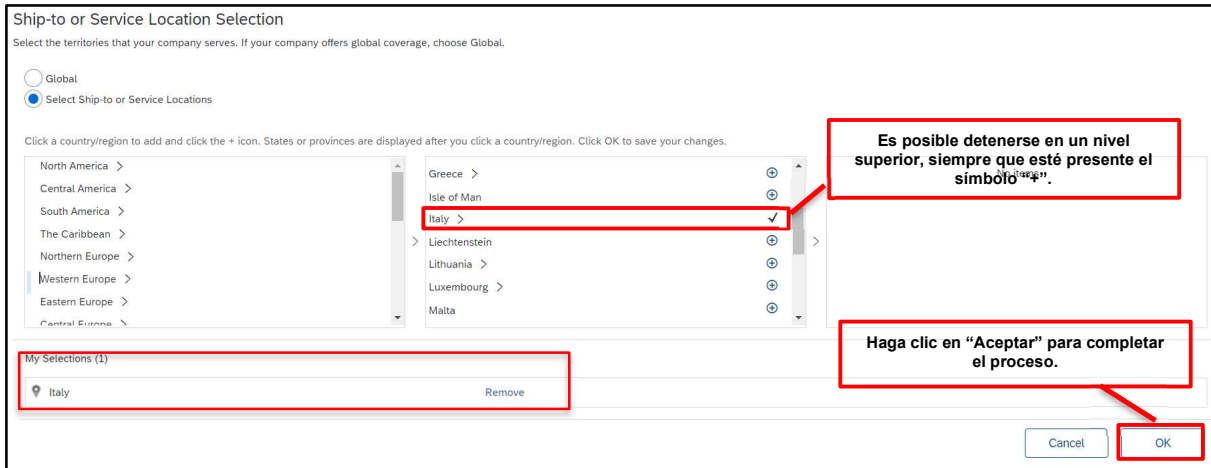 Ship-to or Service Location Selection
Select the territories that your company serves. If your company offers global coverage, choose Global.
Global
Select Ship-to or Service Locations
Click a country/region to add and click the + icon. States or provinces are displayed after you click a country/region. Click OK to save your changes.
North America >
Central America >
South America >
The Caribbean >
Northern Europe >
Western Europe >
Eastern Europe >
Central Europe >
Greece >
Isle of Man
Italy >
Liechtenstein
Lithuania >
Luxembourg >
Malta
No items
Es posible detenerse en un nivel
superior, siempre que esté presente el
símbolo “+”.
My Selections (1)
Italy Remove
Haga clic en “Aceptar” para completar
el proceso.
Cancel OK